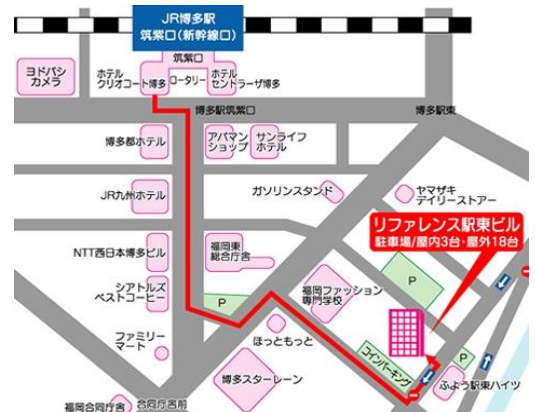 JR博多駅
筑紫口(新幹線口)
筑紫口
ヨドバシ
カメラ
ホテル
クリオコート博多
ロータリー
ホテル
セントラーザ博多
博多駅筑紫口
博多駅東
博多都ホテル
アパマン
ショップ
サンライフ
ホテル
JR九州ホテル
ガソリンスタンド
ヤマザキ
デイリーストアー
リファレンス駅東ビル
駐車場/屋内3台・屋外18台
NTT西日本博多ビル
福岡東
総合庁舎
シアトルズ
ベストコーヒー
P
福岡ファッション
専門学校
P
ファミリー
マート
ほっともっと
コインパーキング
P
博多スターレーン
ふよう駅東ハイツ
福岡合同庁舎
合同庁舎前